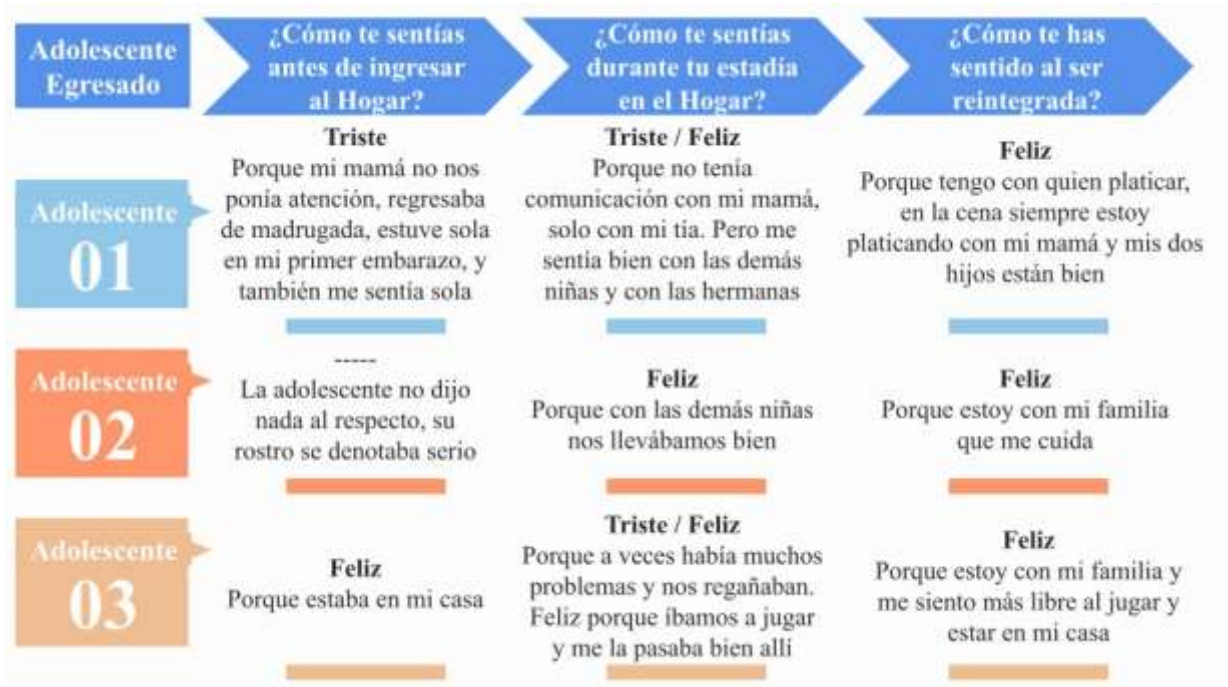 Adolescente
Egresado
¿Cómo te sentías
antes de ingresar
al Hogar?
¿Cómo te sentías
durante tu estadía
en el Hogar?
¿Cómo te has
sentido al ser
reintegrada?
Adolescente
01
Triste
Porque mi mamá no nos
ponía atención, regresaba
de madrugada, estuve sola
en mi primer embarazo, y
también me sentía sola
Triste / Feliz
Porque no tenía
comunicación con mi mamá,
solo con mi tía. Pero me
sentía bien con las demás
niñas y con las hermanas
Feliz
Porque tengo con quien platicar,
en la cena siempre estoy
platicando con mi mamá y mis dos
hijos están bien
Adolescente
02
-----
La adolescente no dijo
nada al respecto, su
rostro se denotaba serio
Feliz
Porque con las demás niñas
nos llevábamos bien
Feliz
Porque estoy con mi familia
que me cuida
Adolescente
03
Feliz
Porque estaba en mi casa
Triste / Feliz
Porque a veces había muchos
problemas y nos regañaban.
Feliz porque íbamos a jugar
y me la pasaba bien allí
Feliz
Porque estoy con mi familia y
me siento más libre al jugar y
estar en mi casa